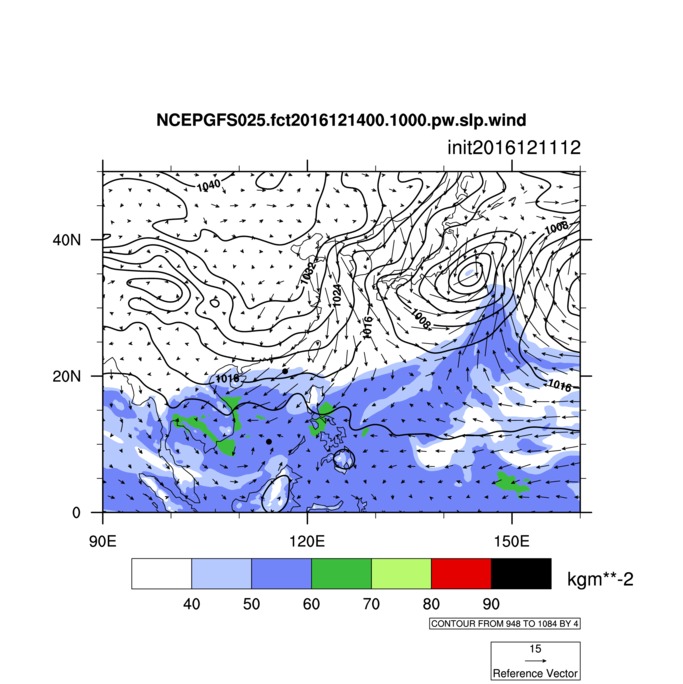 NCEPGFS025.fct2016121400.1000.pw.slp.wind
init2016121112
1040
1008
40N
1032
1024
1016
1008
20N
1016
1016
0
90E 120E 150E
40 50 60 70 80 90
kgm**-2
CONTOUR FROM 948 TO 1084 BY 4
15
Reference Vector